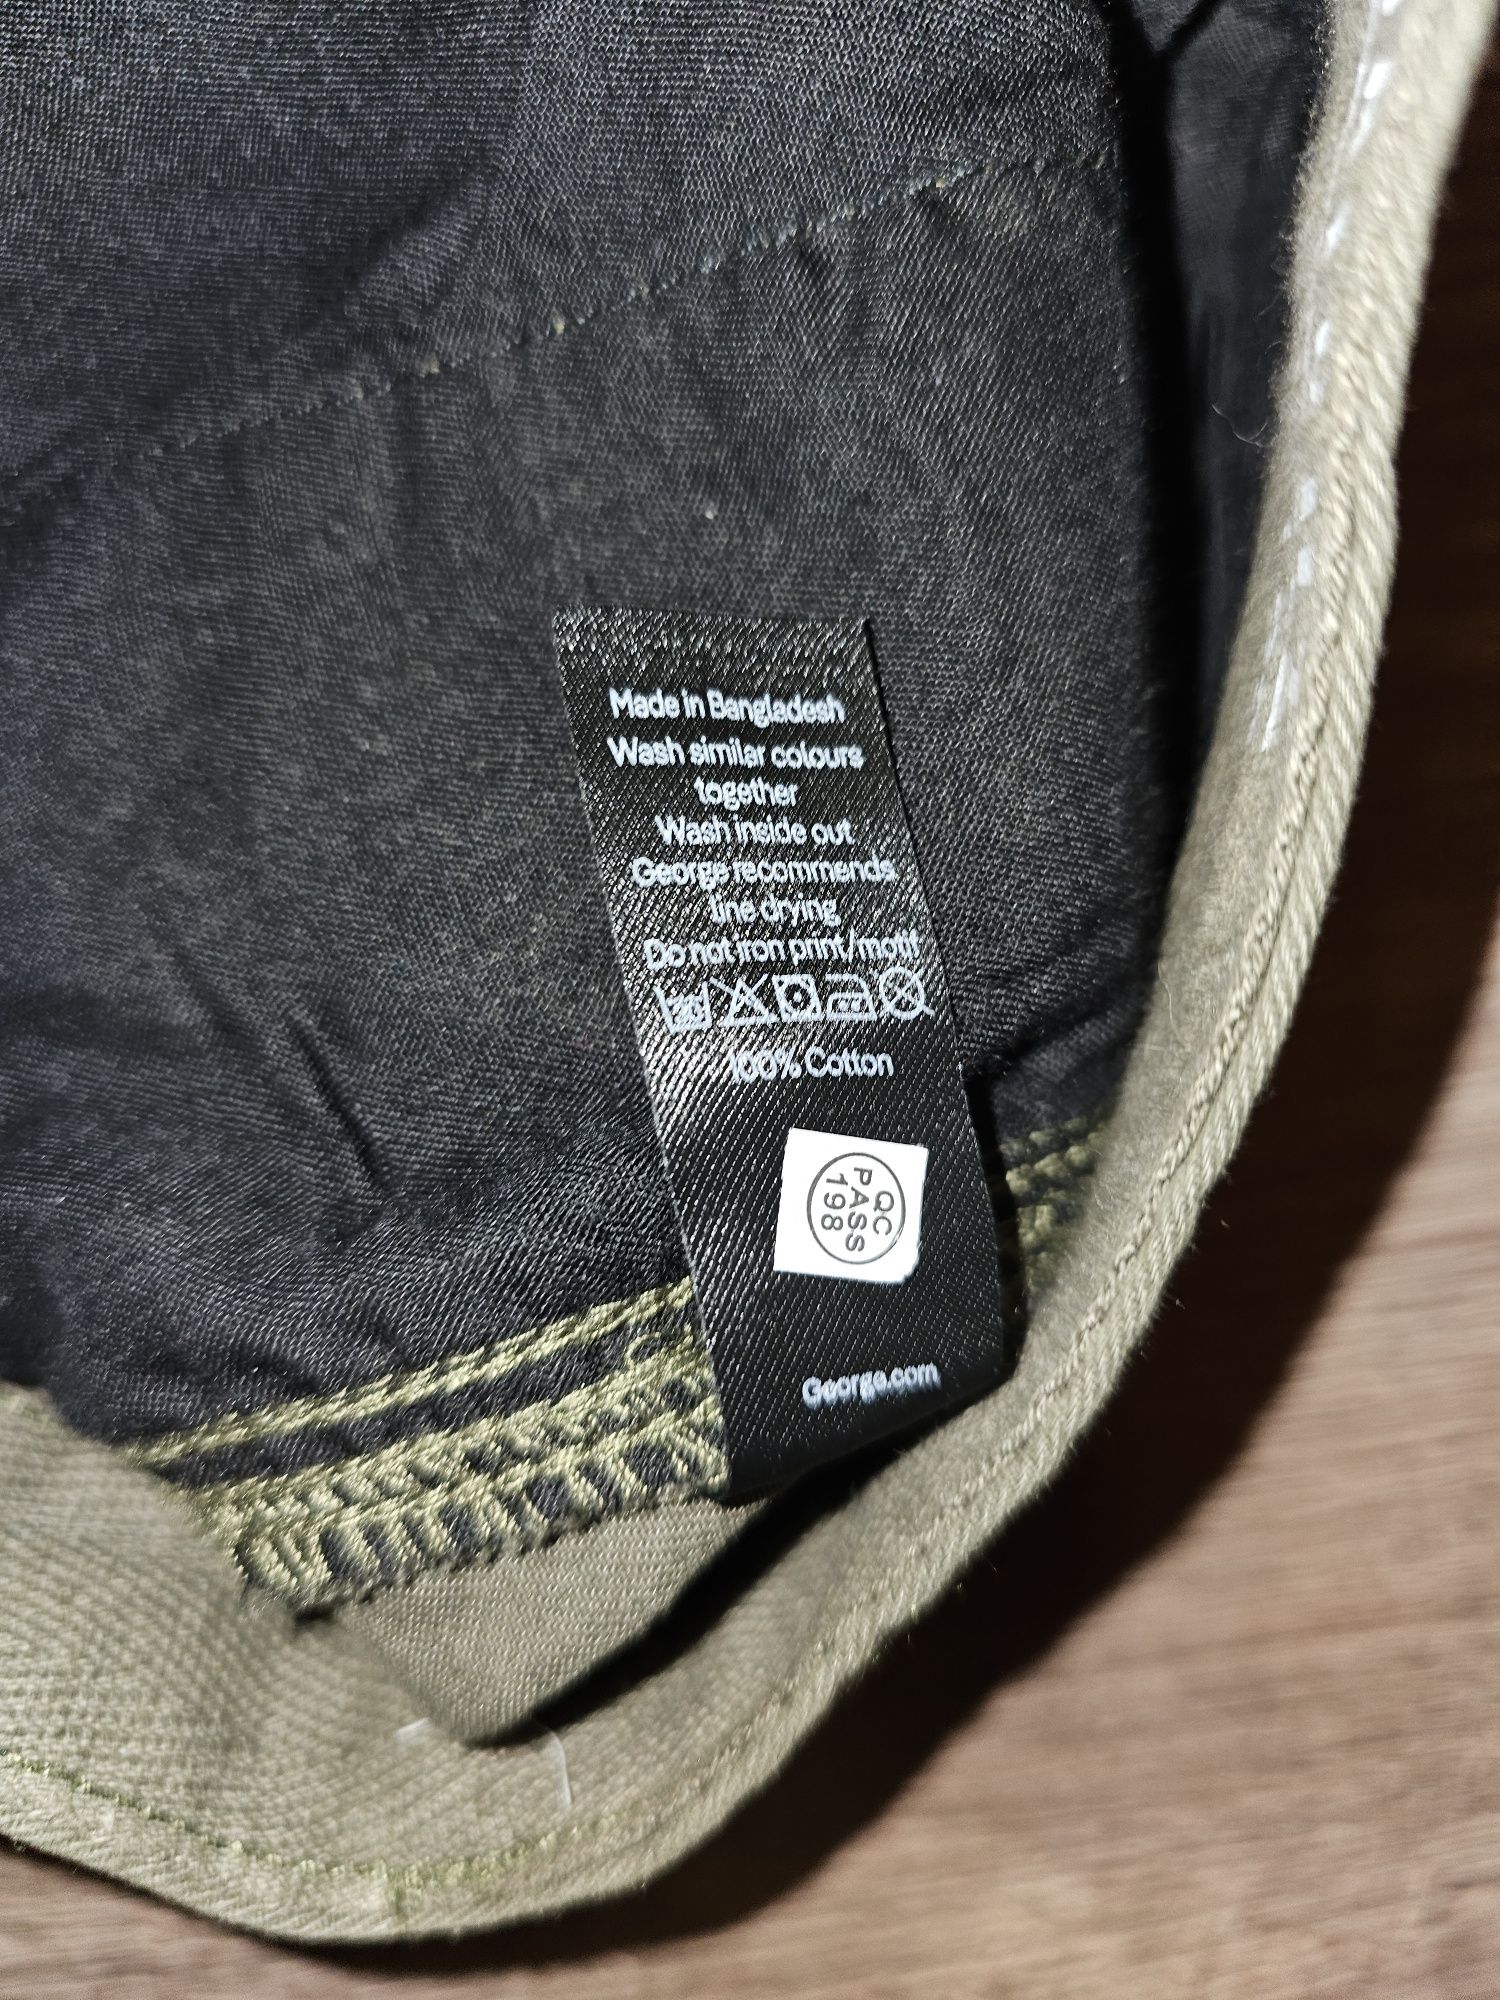 Made in Bangladesh
Wash similar colours
together
Wash inside out
George recommends
line drying
Do not iron print/motif
30
100% Cotton
QC
PASS
198
George.com